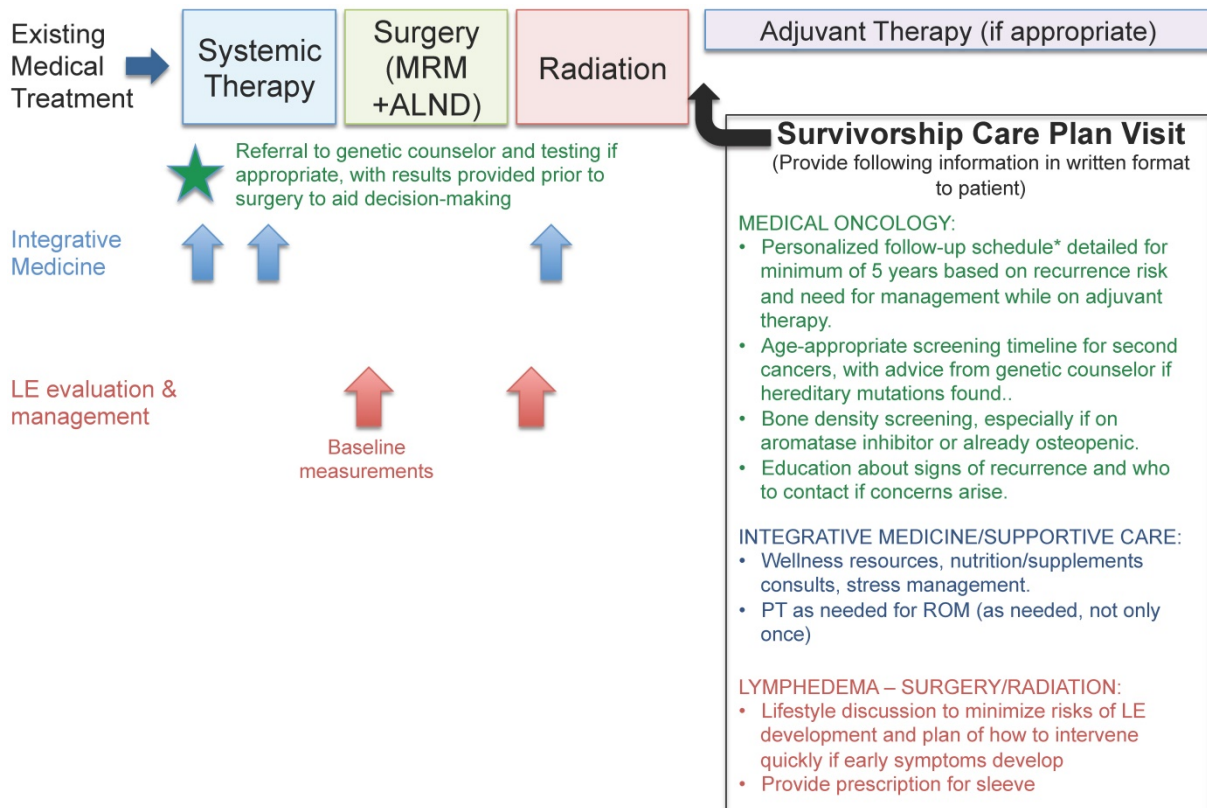 Existing
Medical
Treatment
Systemic
Therapy
Surgery
(MRM
+ALND)
Radiation
Adjuvant Therapy (if appropriate)
Referral to genetic counselor and testing if
appropriate, with results provided prior to
surgery to aid decision-making
Integrative
Medicine
LE evaluation &
management
Baseline
measurements
Survivorship Care Plan Visit
(Provide following information in written format
to patient)
MEDICAL ONCOLOGY:
• Personalized follow-up schedule* detailed for
minimum of 5 years based on recurrence risk
and need for management while on adjuvant
therapy.
• Age-appropriate screening timeline for second
cancers, with advice from genetic counselor if
hereditary mutations found..
• Bone density screening, especially if on
aromatase inhibitor or already osteopenic.
• Education about signs of recurrence and who
to contact if concerns arise.
INTEGRATIVE MEDICINE/SUPPORTIVE CARE:
• Wellness resources, nutrition/supplements
consults, stress management.
• PT as needed for ROM (as needed, not only
once)
LYMPHEDEMA – SURGERY/RADIATION:
• Lifestyle discussion to minimize risks of LE
development and plan of how to intervene
quickly if early symptoms develop
• Provide prescription for sleeve